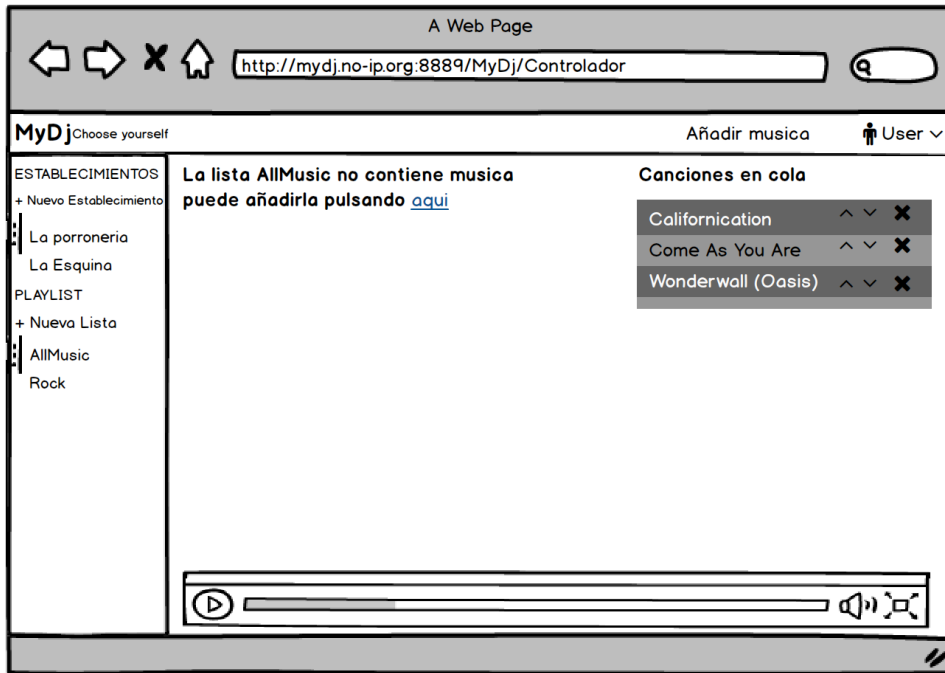 A Web Page
http://mydj.no-ip.org:8889/MyDj/Controlador
MyDj Choose yourself
Añadir musica
User
ESTABLECIMIENTOS
+ Nuevo Establecimiento
La porroneria
La Esquina
PLAYLIST
+ Nueva Lista
AllMusic
Rock
La lista AllMusic no contiene musica
puede añadirla pulsando aqui
Canciones en cola
Californication
Come As You Are
Wonderwall (Oasis)